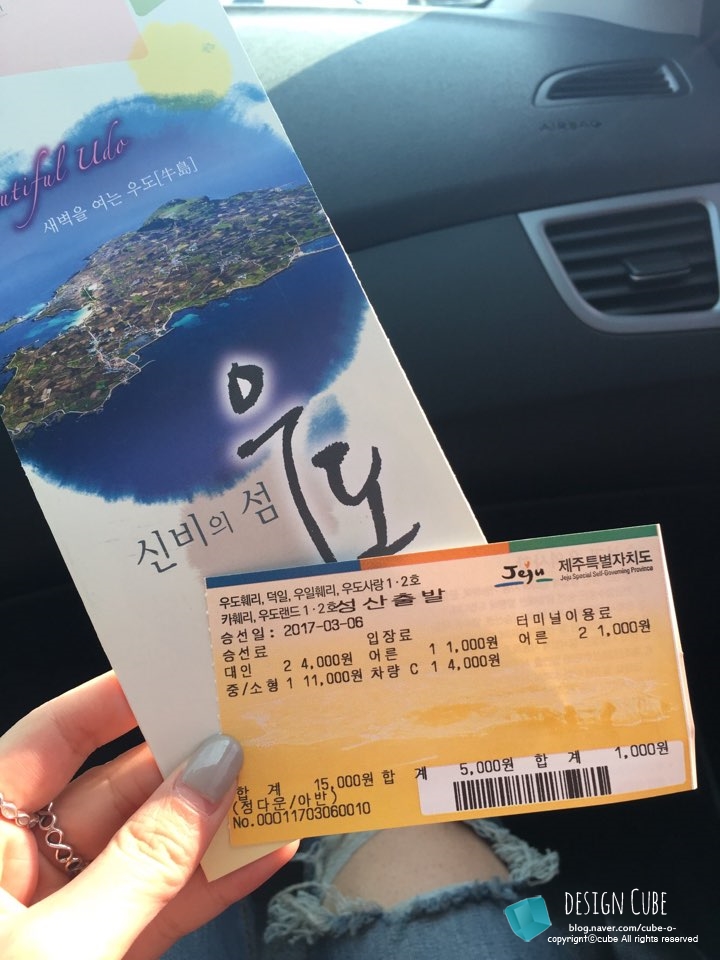 utiful Udo
새벽을 여는 우도[牛島]
신비의 섬
우도
AIRBAG
Jeju 제주특별자치도
Jeju Special Self-Governing Province
우도훼리, 덕일, 우일훼리, 우도사랑 1·2호
카훼리, 우도랜드 1·2호성산출발
승선일: 2017-03-06
승선료 입장료 터미널이용료
대인 2 4,000원 어른 1 1,000원 어른 2 1,000원
중/소형 1 11,000원 차량 C 1 4,000원
합 계 15,000원 합 계 5,000원 합 계 1,000원
(정다운/아반)
No.00011703060010
DESIGN CUBE
blog.naver.com/cube-o-
copyrightⓒcube All rights reserved